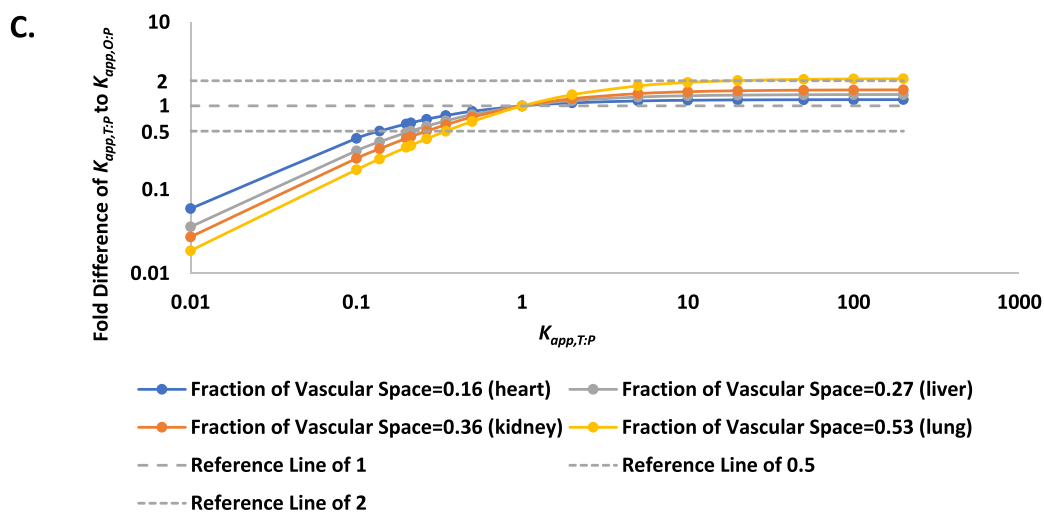 C.
Fold Difference of Kapp,T:P to Kapp,O:P
10
2
1
0.5
0.1
0.01
0.01 0.1 1 10 100 1000
Kapp,T:P
Fraction of Vascular Space=0.16 (heart) Fraction of Vascular Space=0.27 (liver)
Fraction of Vascular Space=0.36 (kidney) Fraction of Vascular Space=0.53 (lung)
Reference Line of 1 Reference Line of 0.5
Reference Line of 2